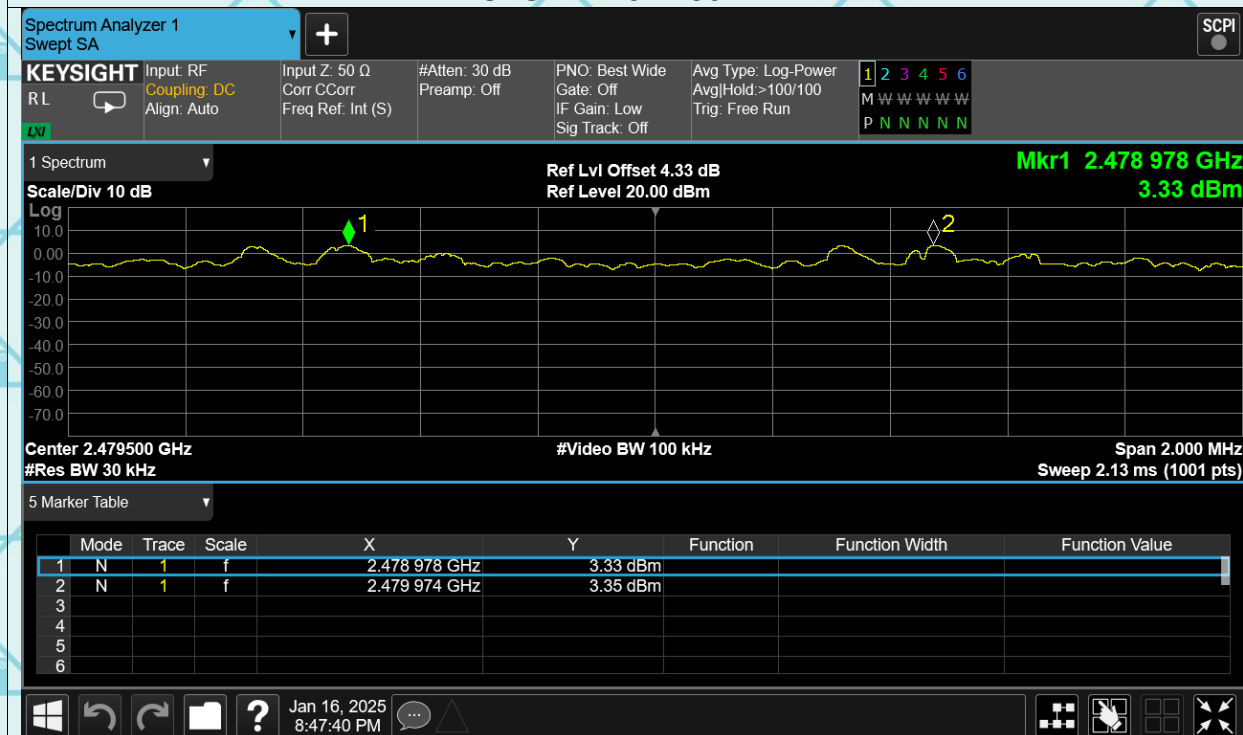 Spectrum Analyzer 1
Swept SA
+
SCPI
KEYSIGHT
RL
LXI
Input: RF
Coupling: DC
Align: Auto
Input Z: 50 Ω
Corr CCorr
Freq Ref: Int (S)
#Atten: 30 dB
Preamp: Off
PNO: Best Wide
Gate: Off
IF Gain: Low
Sig Track: Off
Avg Type: Log-Power
Avg|Hold:>100/100
Trig: Free Run
1 2 3 4 5 6
M W W W W W W
P N N N N N N
1 Spectrum
Scale/Div 10 dB
Ref Lvl Offset 4.33 dB
Ref Level 20.00 dBm
Mkr1 2.478 978 GHz
3.33 dBm
Log
10.0
0.00
-10.0
-20.0
-30.0
-40.0
-50.0
-60.0
-70.0
1
2
Center 2.479500 GHz
#Video BW 100 kHz
Span 2.000 MHz
#Res BW 30 kHz
Sweep 2.13 ms (1001 pts)
5 Marker Table
Mode Trace Scale X Y Function Function Width Function Value
1 N 1 f 2.478 978 GHz 3.33 dBm
2 N 1 f 2.479 974 GHz 3.35 dBm
3
4
5
6
?
Jan 16, 2025
8:47:40 PM